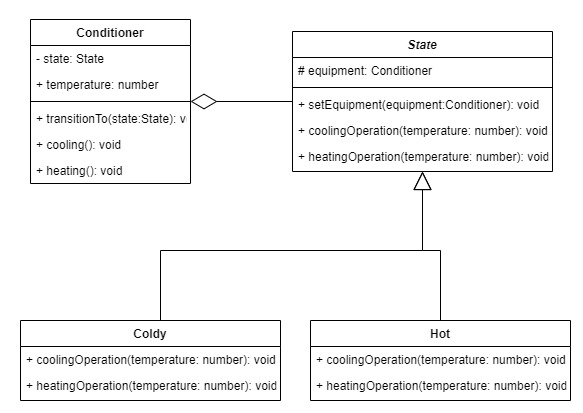 Conditioner
- state: State
+ temperature: number
+ transitionTo(state:State): v
+ cooling(): void
+ heating(): void
State
# equipment: Conditioner
+ setEquipment(equipment:Conditioner): void
+ coolingOperation(temperature: number): void
+ heatingOperation(temperature: number): void
Coldy
+ coolingOperation(temperature: number): void
+ heatingOperation(temperature: number): void
Hot
+ coolingOperation(temperature: number): void
+ heatingOperation(temperature: number): void